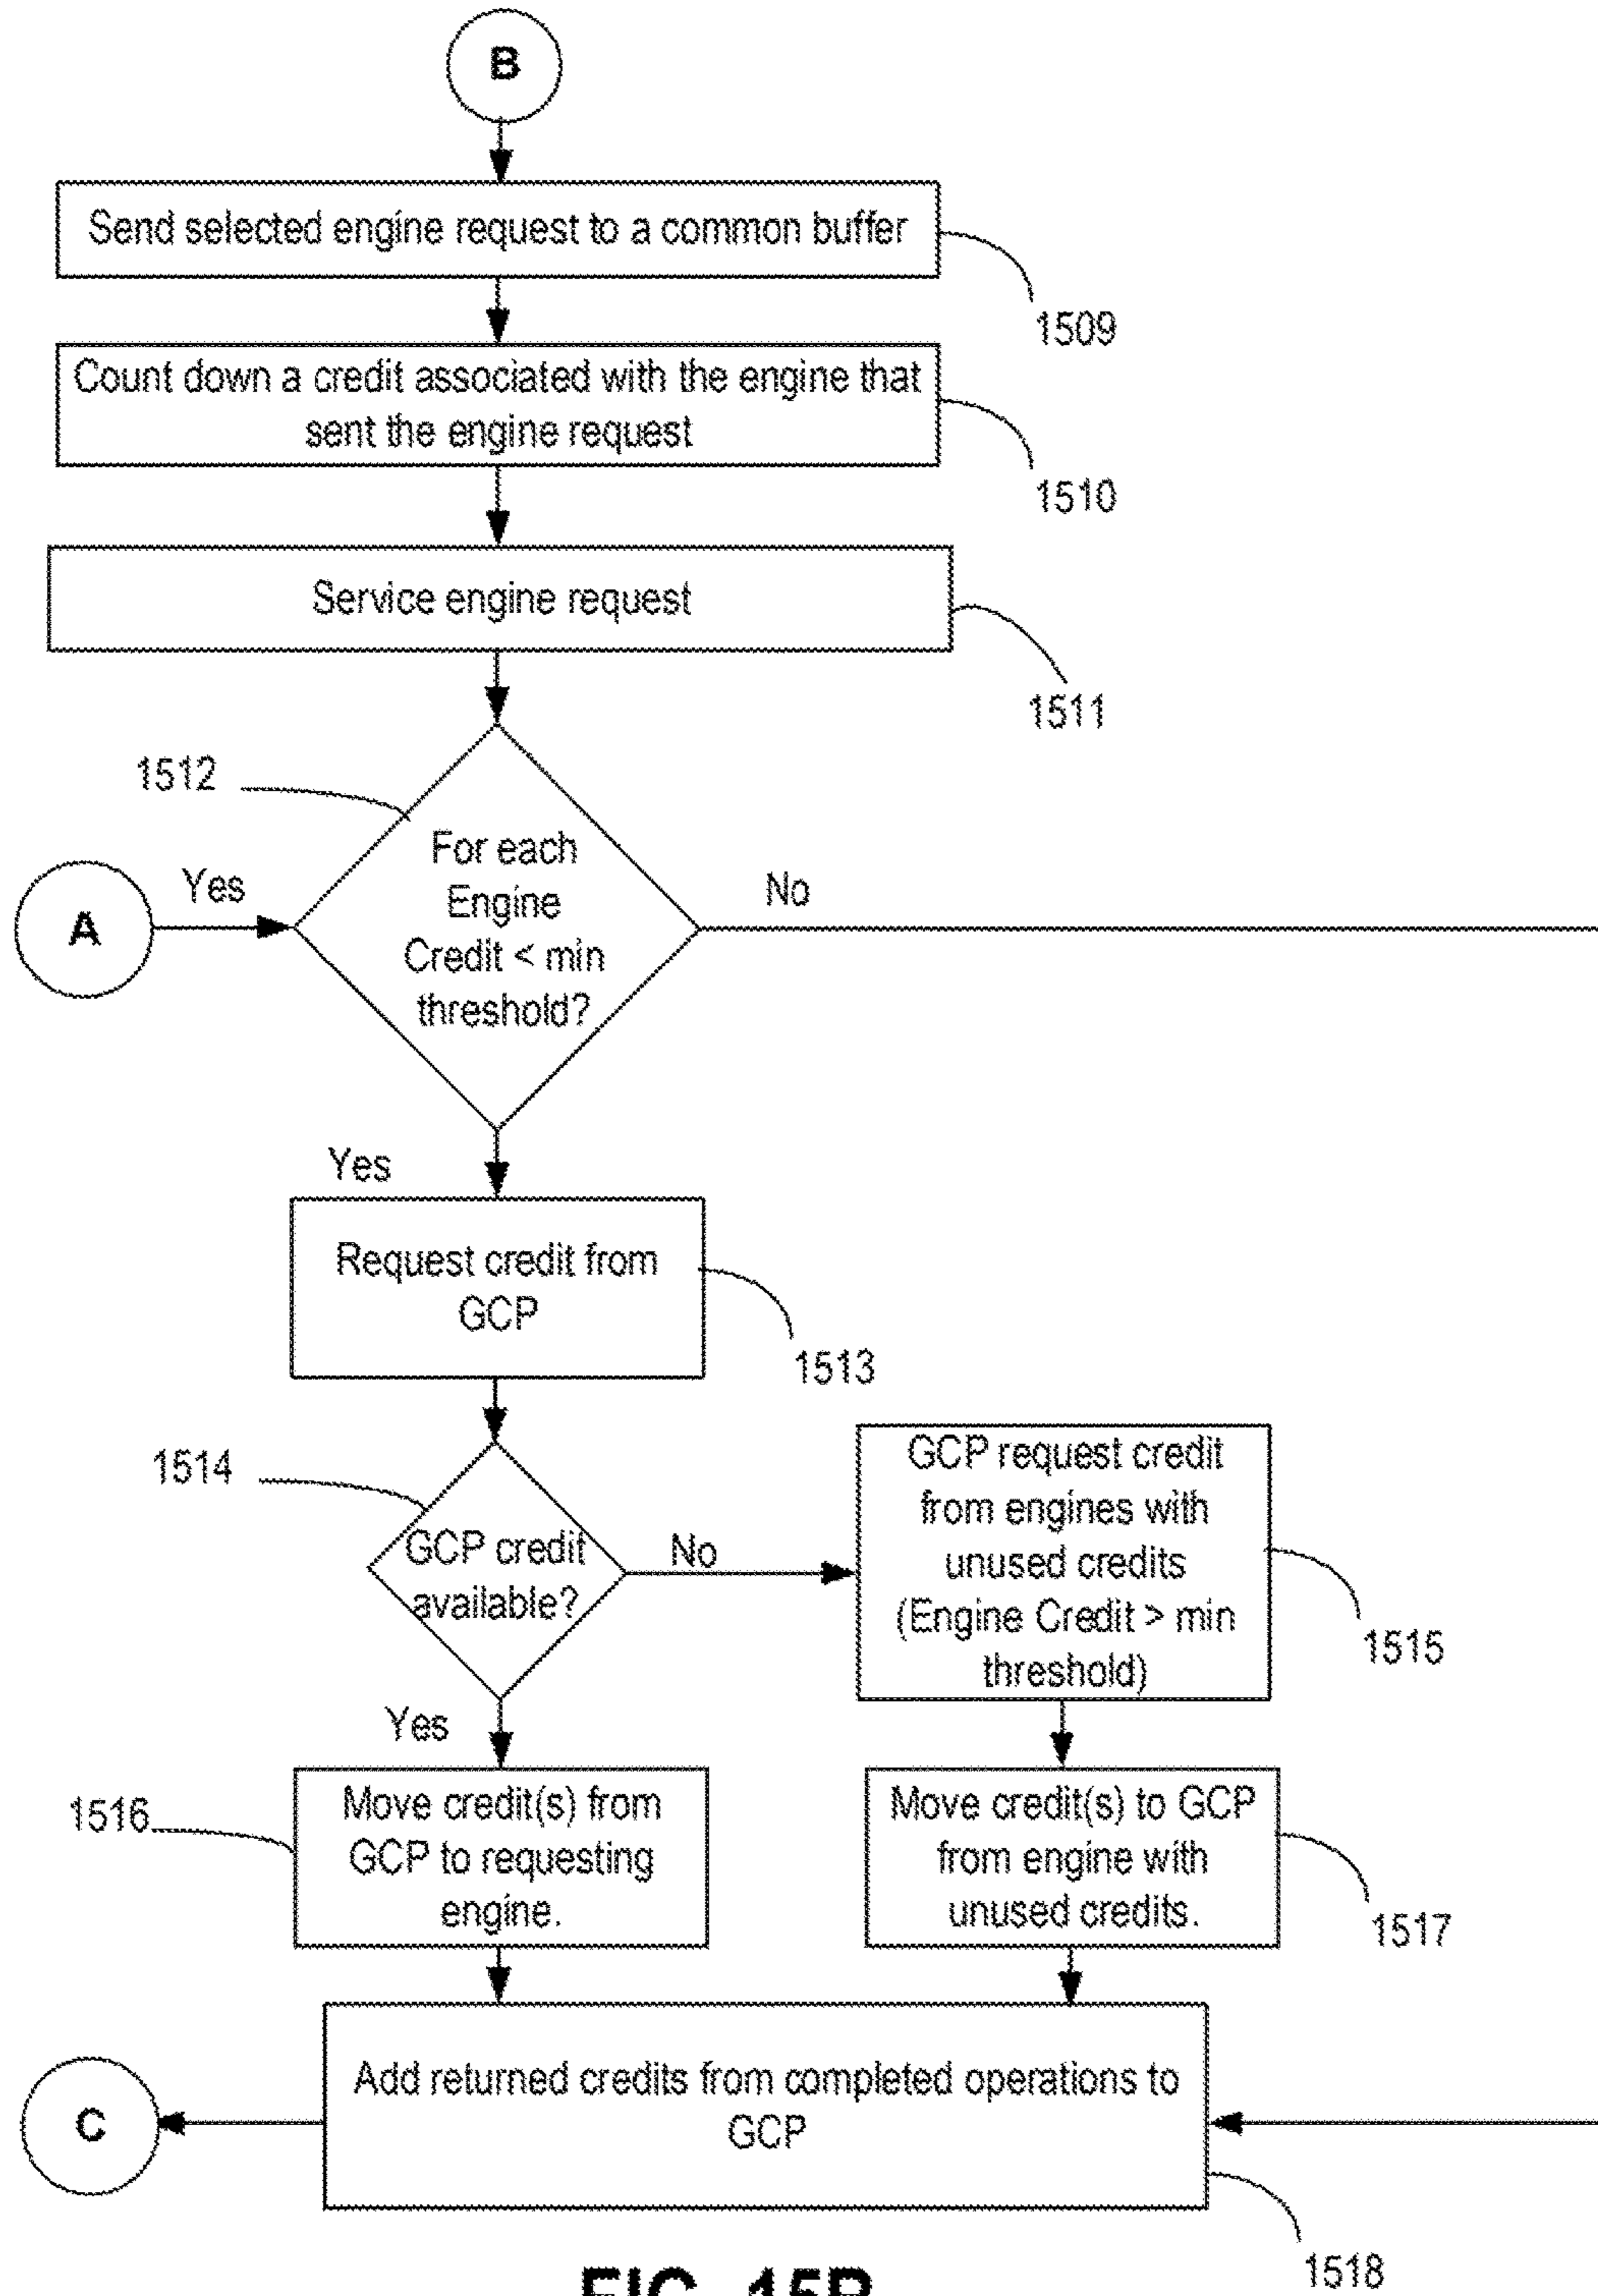 B
Send selected engine request to a common buffer
1509
Count down a credit associated with the engine that
sent the engine request
1510
Service engine request
1511
1512
For each
Engine
Credit < min
threshold?
A
Yes
No
Yes
Request credit from
GCP
1513
1514
GCP credit
available?
No
GCP request credit
from engines with
unused credits
(Engine Credit > min
threshold)
1515
Yes
1516
Move credit(s) from
GCP to requesting
engine.
Move credit(s) to GCP
from engine with
unused credits.
1517
C
Add returned credits from completed operations to
GCP
1518
FIG. 15B